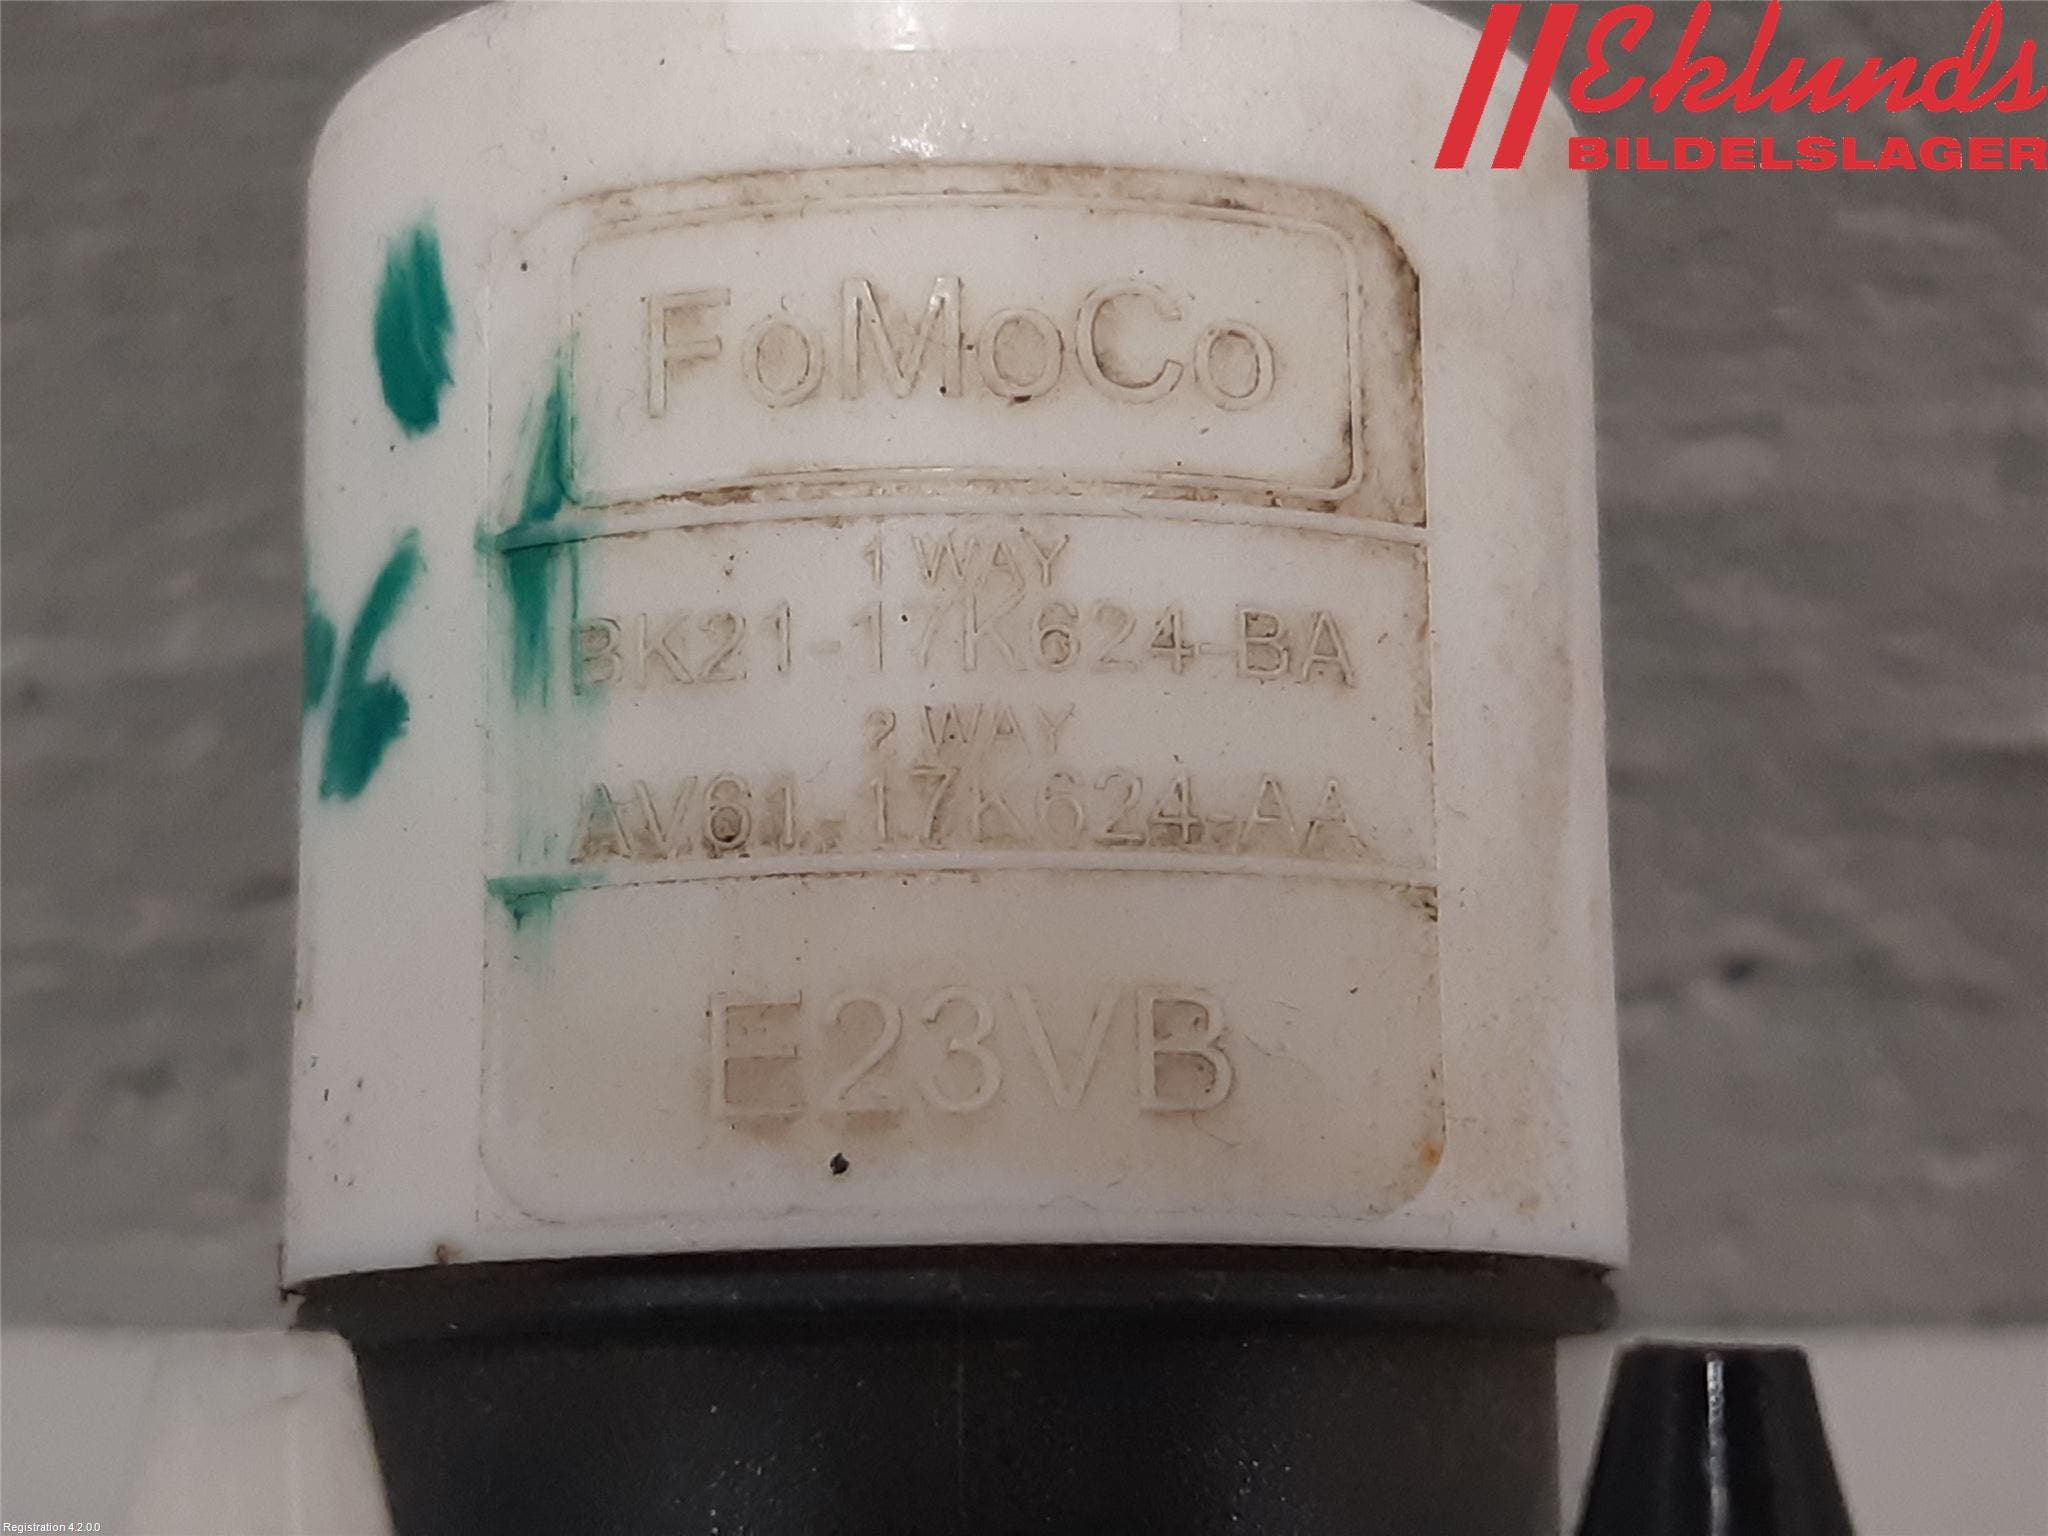 Eklunds
BILDELSLAGER
FoMoCo
1 WAY
BK21-17K624-BA
2 WAY
AV61-17K624-AA
E23VB
Registration 4.2.0.0